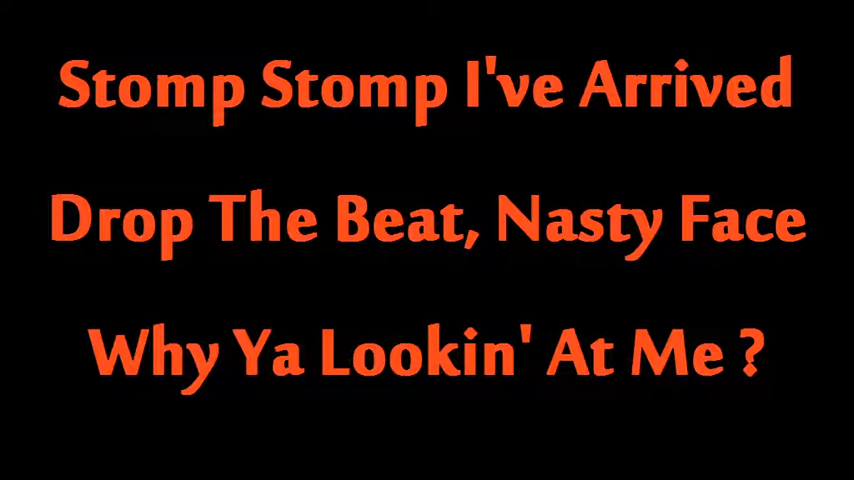 Stomp Stomp I've Arrived
Drop The Beat, Nasty Face
Why Ya Lookin' At Me ?